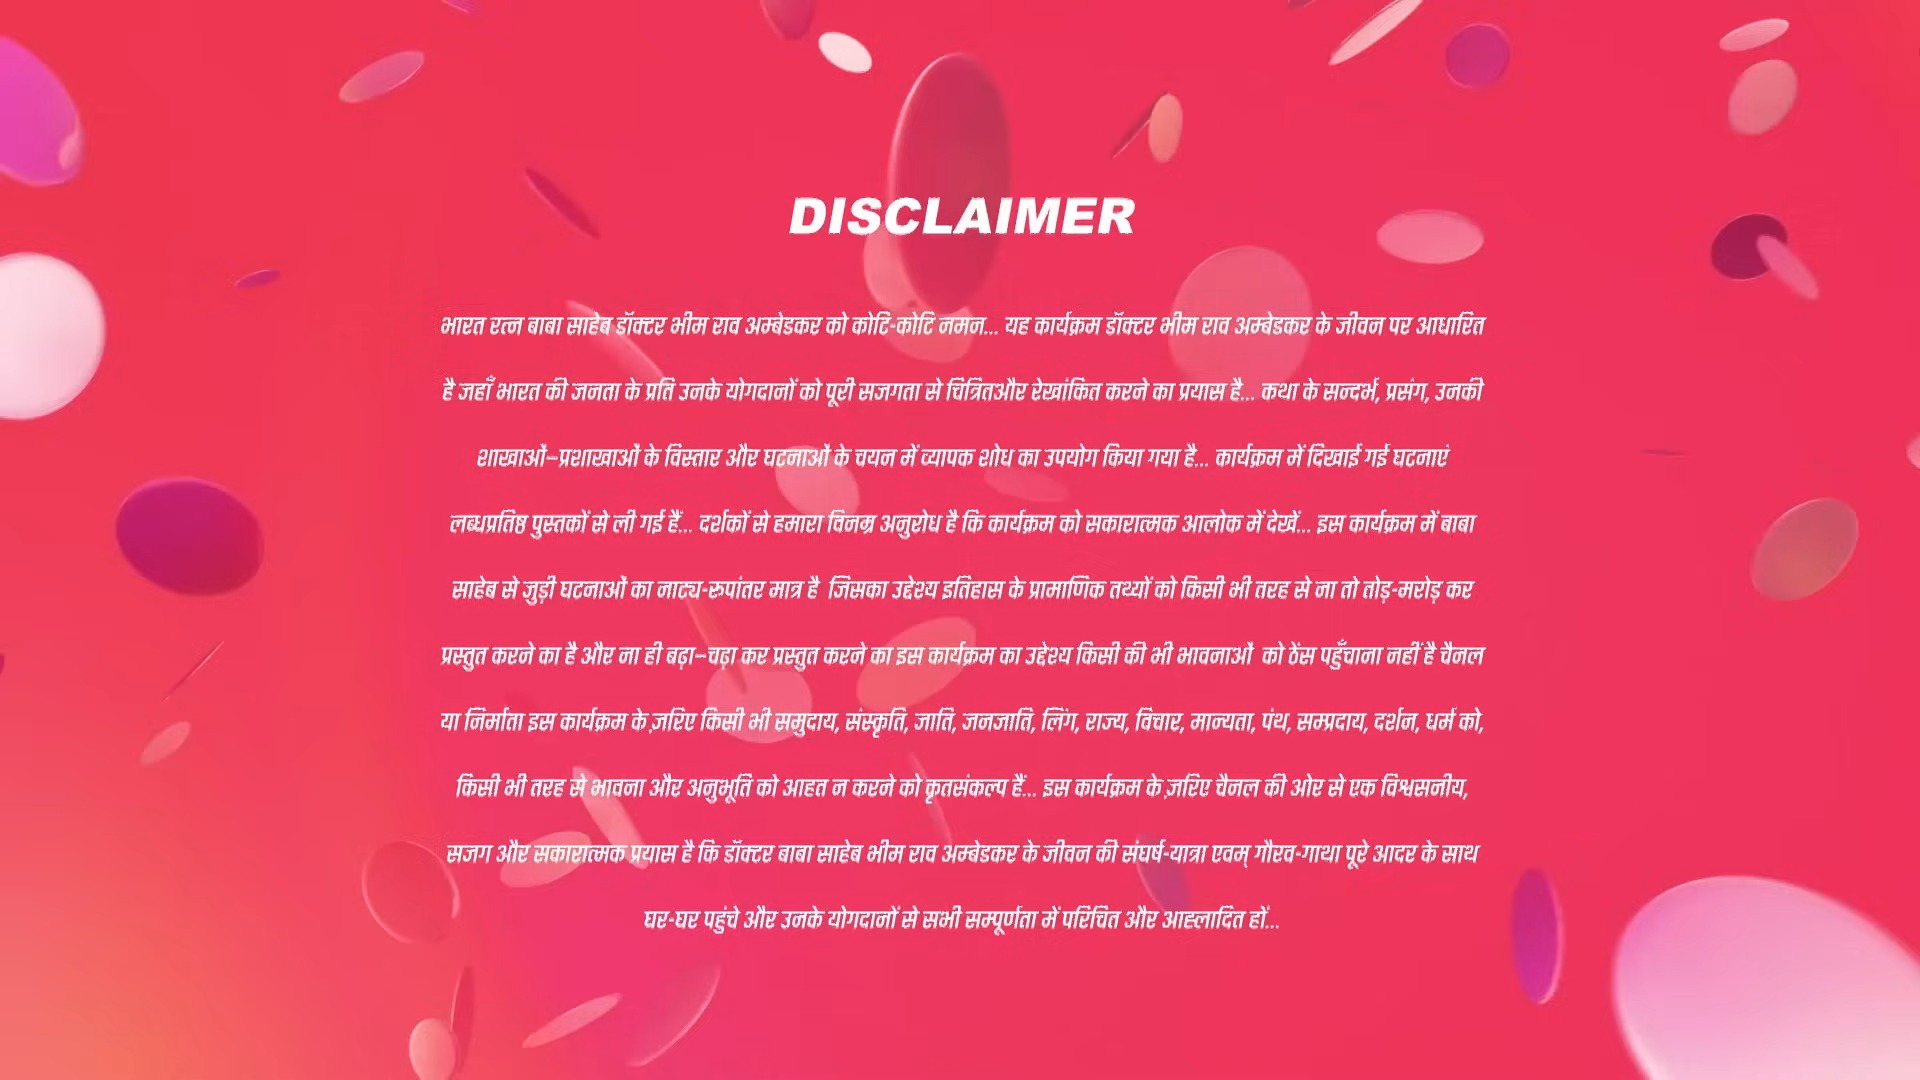 DISCLAIMER
भारत रत्न बाबा साहेब डॉक्टर भीम राव अम्बेडकर को कोटि-कोटि नमन... यह कार्यक्रम डॉक्टर भीम राव अम्बेडकर के जीवन पर आधारित
है जहाँ भारत की जनता के प्रति उनके योगदानों को पूरी सजगता से चित्रितऔर रेखांकित करने का प्रयास है... कथा के सन्दर्भ, प्रसंग, उनकी
शाखाओं–प्रशाखाओं के विस्तार और घटनाओं के चयन में व्यापक शोध का उपयोग किया गया है... कार्यक्रम में दिखाई गई घटनाएं
लब्धप्रतिष्ठ पुस्तकों से ली गई हैं... दर्शकों से हमारा विनम्र अनुरोध है कि कार्यक्रम को सकारात्मक आलोक में देखें... इस कार्यक्रम में बाबा
साहेब से जुड़ी घटनाओं का नाट्य-रुपांतर मात्र है जिसका उद्देश्य इतिहास के प्रामाणिक तथ्यों को किसी भी तरह से ना तो तोड़-मरोड़ कर
प्रस्तुत करने का है और ना ही बढ़ा–चढ़ा कर प्रस्तुत करने का इस कार्यक्रम का उद्देश्य किसी की भी भावनाओं को ठेंस पहुँचाना नहीं है चैनल
या निर्माता इस कार्यक्रम के ज़रिए किसी भी समुदाय, संस्कृति, जाति, जनजाति, लिंग, राज्य, विचार, मान्यता, पंथ, सम्प्रदाय, दर्शन, धर्म को,
किसी भी तरह से भावना और अनुभूति को आहत न करने को कृतसंकल्प हैं... इस कार्यक्रम के ज़रिए चैनल की ओर से एक विश्वसनीय,
सजग और सकारात्मक प्रयास है कि डॉक्टर बाबा साहेब भीम राव अम्बेडकर के जीवन की संघर्ष-यात्रा एवम् गौरव-गाथा पूरे आदर के साथ
घर-घर पहुंचे और उनके योगदानों से सभी सम्पूर्णता में परिचित और आह्लादित हों...